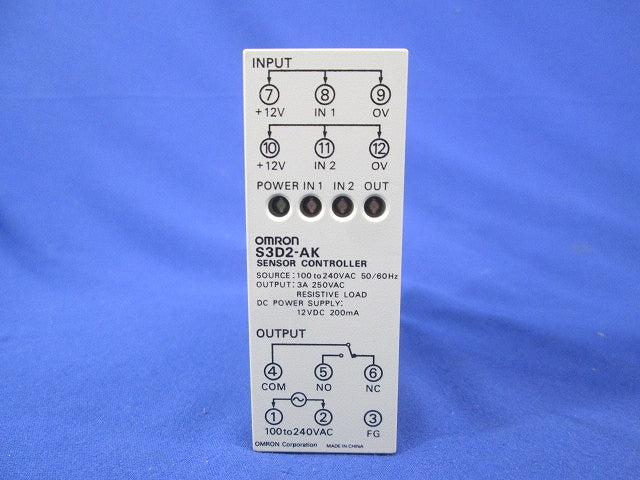 INPUT
7 8 9
+12V IN 1 0V
10 11 12
+12V IN 2 0V
POWER IN 1 IN 2 OUT
OMRON
S3D2-AK
SENSOR CONTROLLER
SOURCE: 100 to 240VAC 50/60Hz
OUTPUT: 3A 250VAC
RESISTIVE LOAD
DC POWER SUPPLY:
12VDC 200mA
OUTPUT
4 5 6
COM NO NC
1 2 3
100 to 240VAC FG
OMRON Corporation MADE IN CHINA